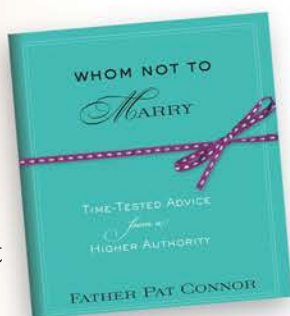 WHOM NOT TO
MARRY
TIME-TESTED ADVICE
from a
HIGHER AUTHORITY
FATHER PAT CONNOR
t